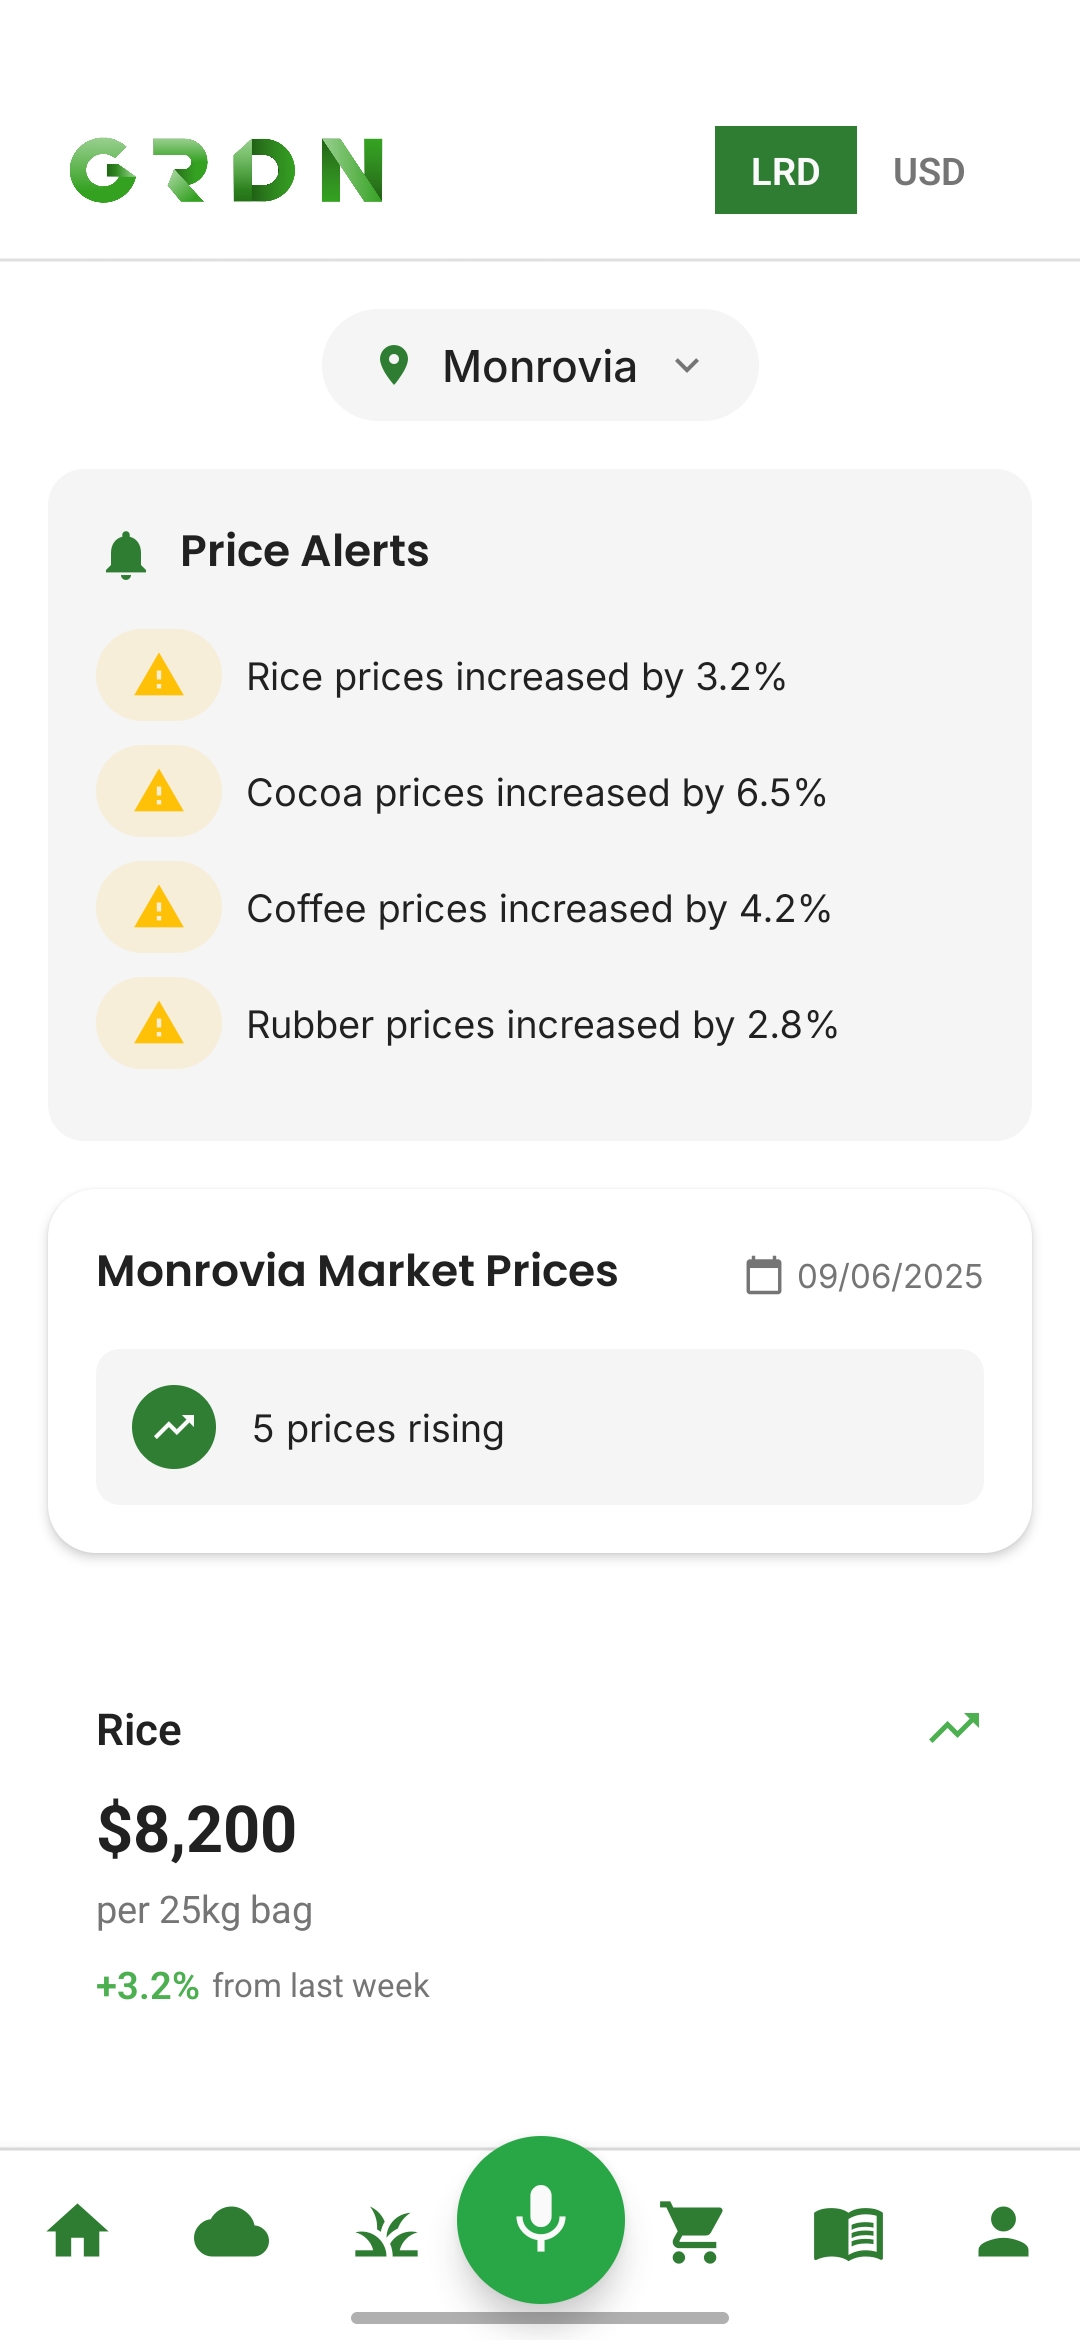 GRDN
LRD USD
Monrovia
Price Alerts
Rice prices increased by 3.2%
Cocoa prices increased by 6.5%
Coffee prices increased by 4.2%
Rubber prices increased by 2.8%
Monrovia Market Prices 09/06/2025
5 prices rising
Rice
$8,200
per 25kg bag
+3.2% from last week